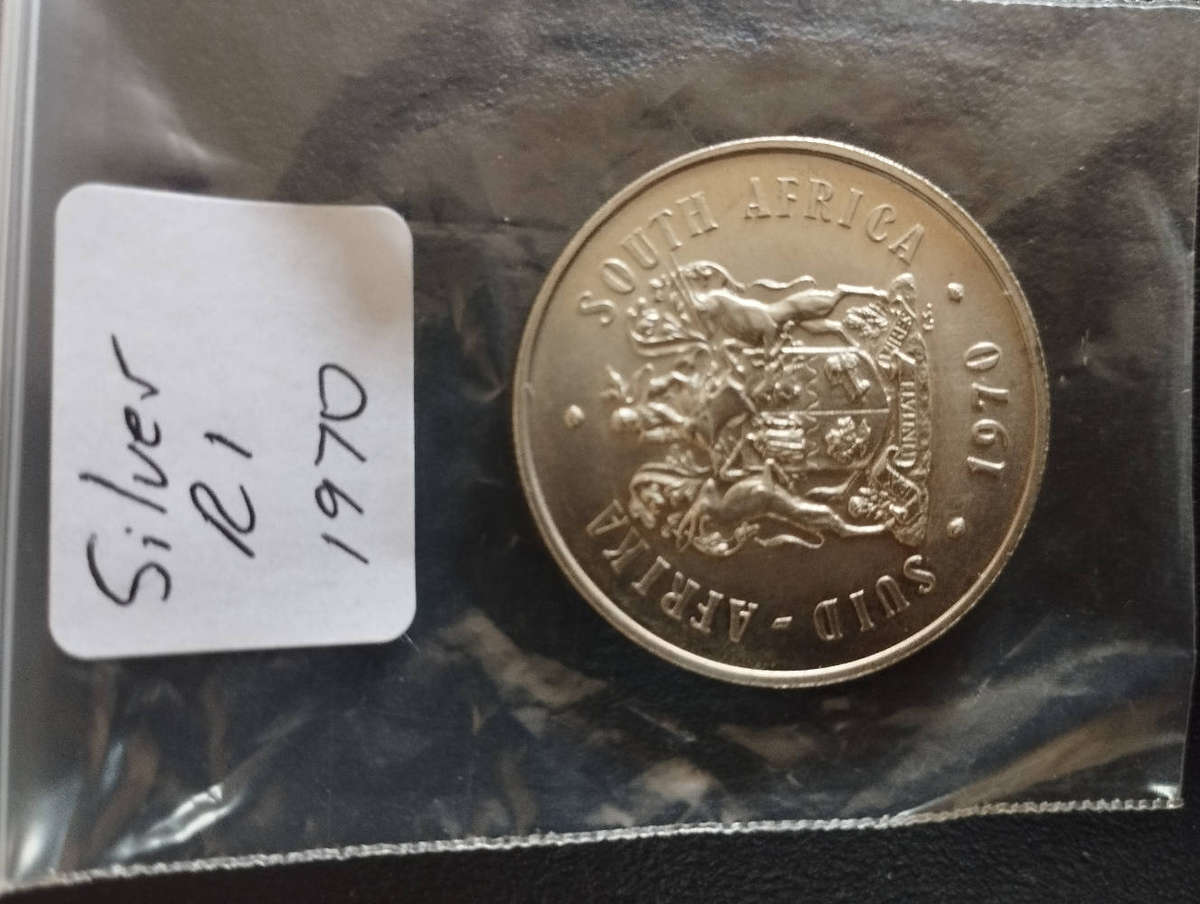 Silver
R1
1970
SOUTH AFRICA
SUID-AFRIKA
1970